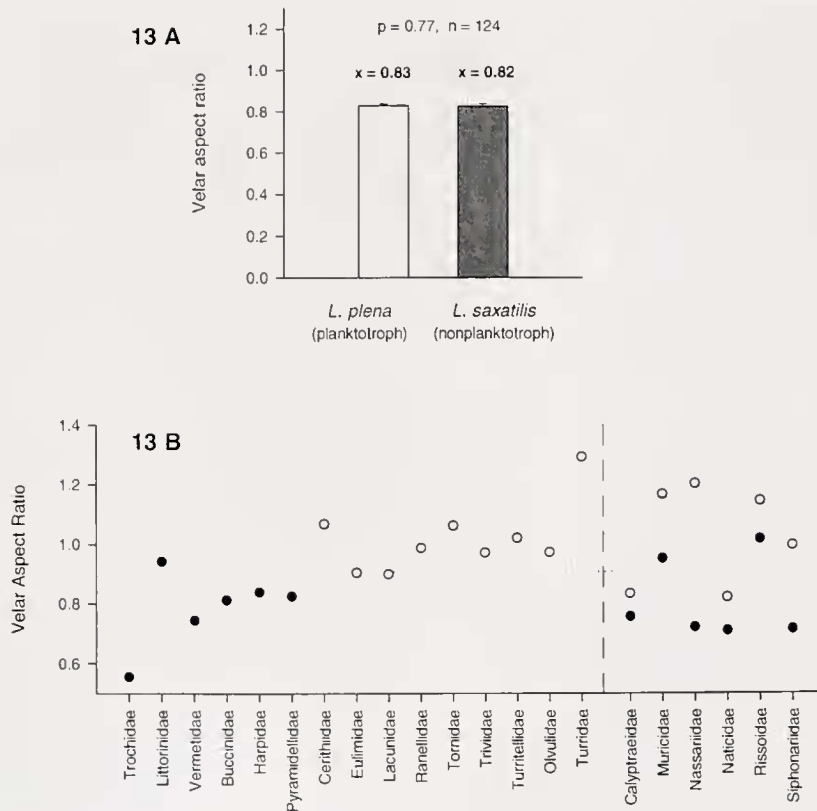 13 A
p = 0.77, n = 124
x = 0.83
x = 0.82
Velar aspect ratio
1.2
1.0
0.8
0.6
0.4
0.2
0.0
L. plena
(planktotroph)
L. saxatilis
(nonplanktotroph)
13 B
Velar Aspect Ratio
1.4
1.2
1.0
0.8
0.6
Trochidae
Littorinidae
Vermetidae
Buccinidae
Harpidae
Pyramidellidae
Cerithiidae
Eulimidae
Lacunidae
Ranellidae
Tornidae
Triviidae
Turritellidae
Olvulidae
Turridae
Calyptraeidae
Muricidae
Nassariidae
Naticidae
Rissoidae
Siphonariidae